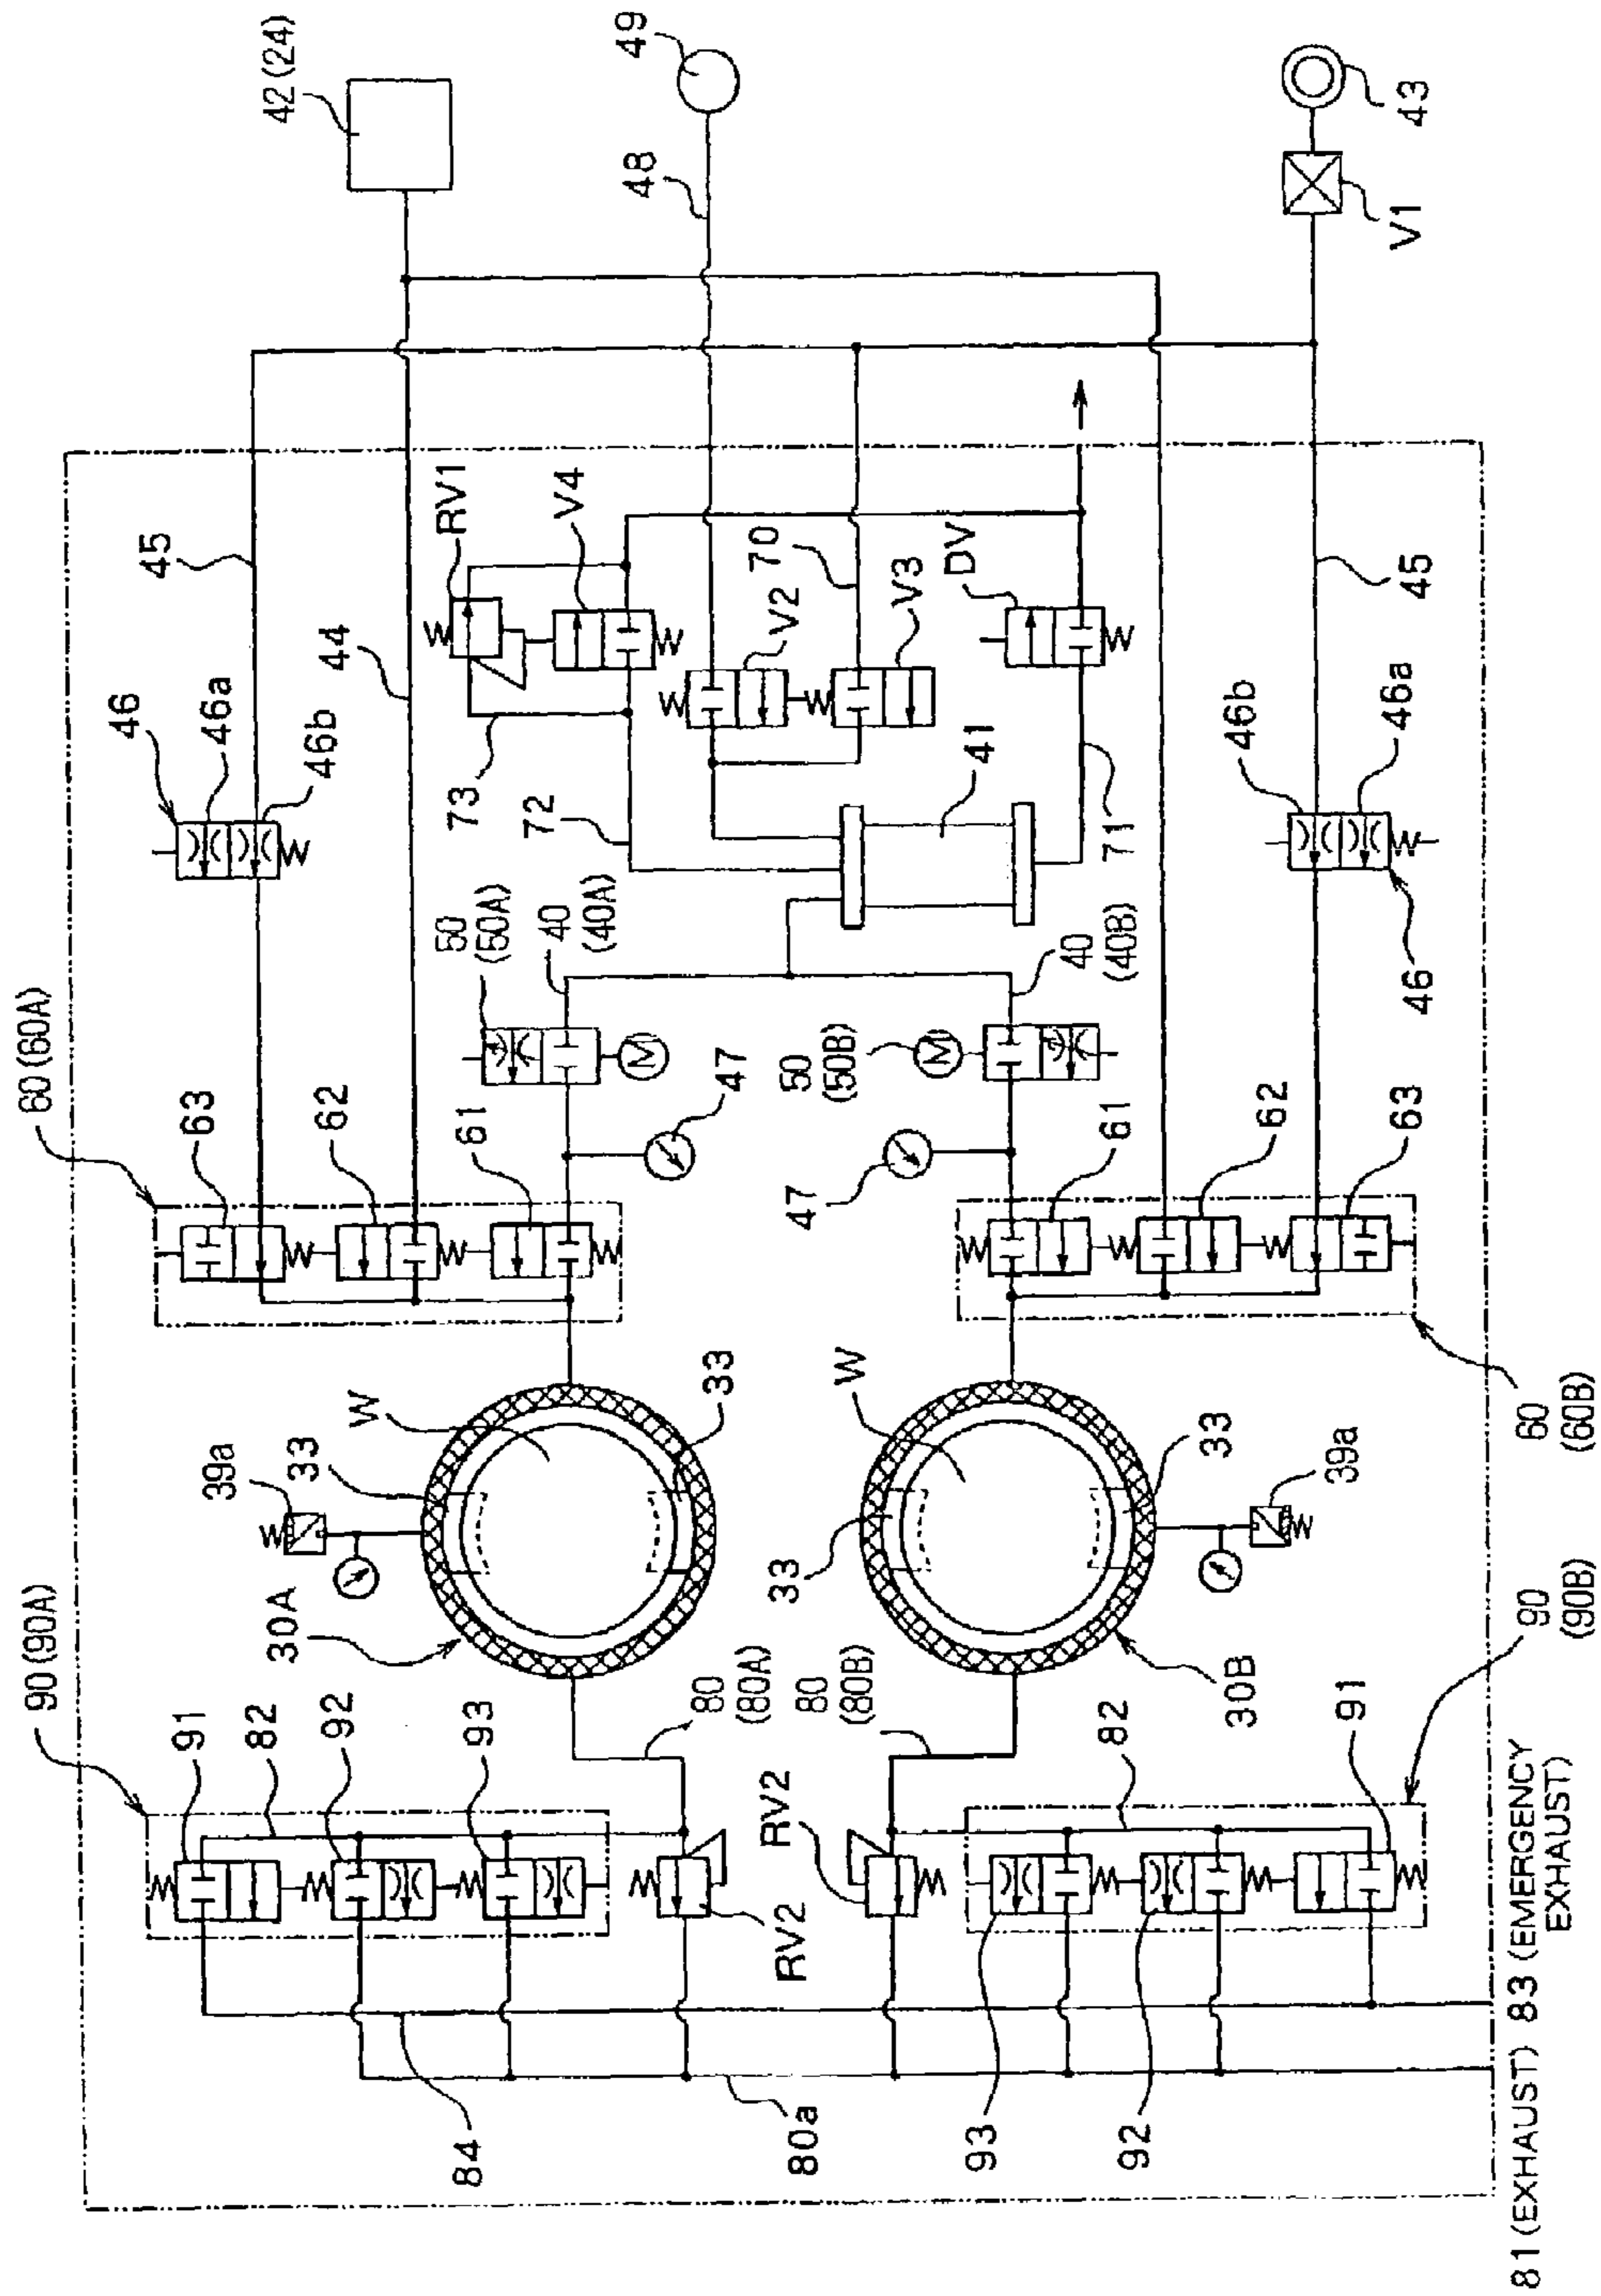 90 (90A)
60 (60A)
46
45
91
63
39a
46a
82
42 (24)
30A
33
92
62
46b
44
W
84
93
61
50
(50A)
73
RV1
72
40
(40A)
V4
49
48
80
(80A)
33
47
RV2
RV2
80
(80B)
80a
50
(50B)
47
V2
70
33
W
V3
93
41
DV
40
(40B)
82
61
71
92
30B
91
33
62
46b
39a
63
46a
46
45
V1
43
81 (EXHAUST)
83 (EMERGENCY
EXHAUST)
90
(90B)
60
(60B)
M
M